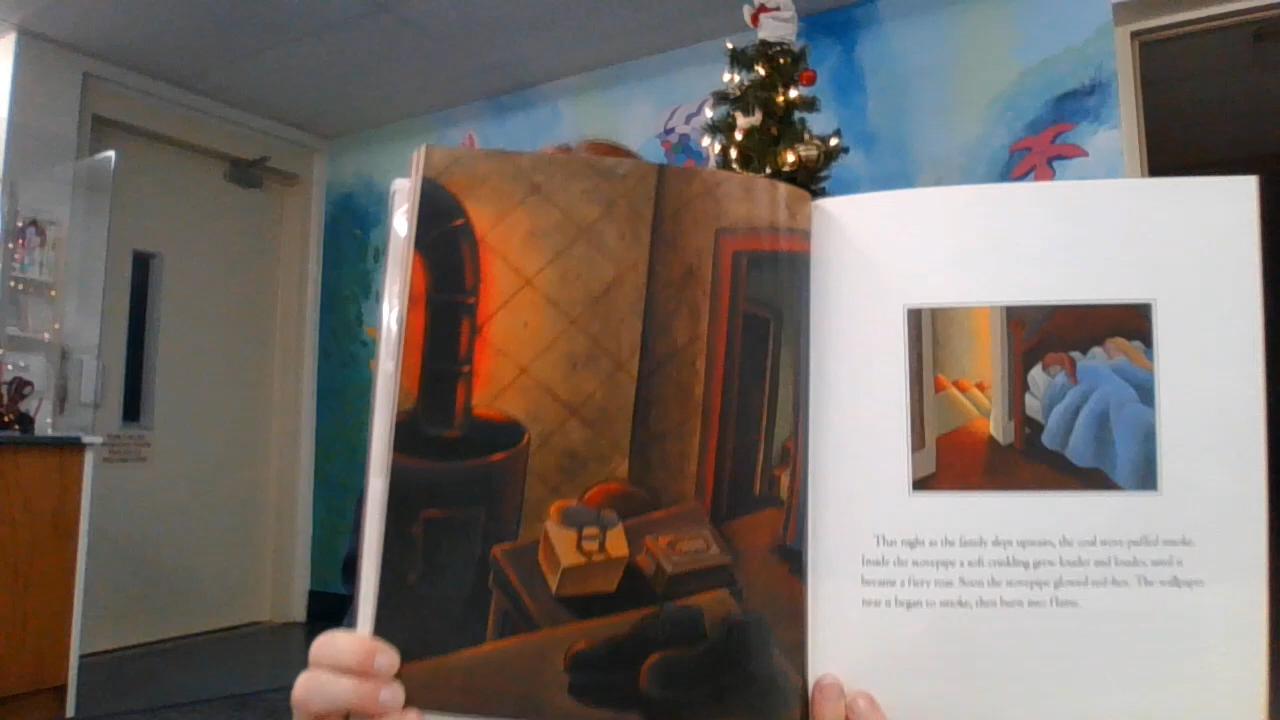 That night as the family slept upstairs, the coal stove puffed smoke.
Inside the stovepipe a soft crackling grew louder and louder, until it
became a fiery roar. Soon the stovepipe glowed red-hot. The wallpaper
near it began to smoke, then burst into flame.